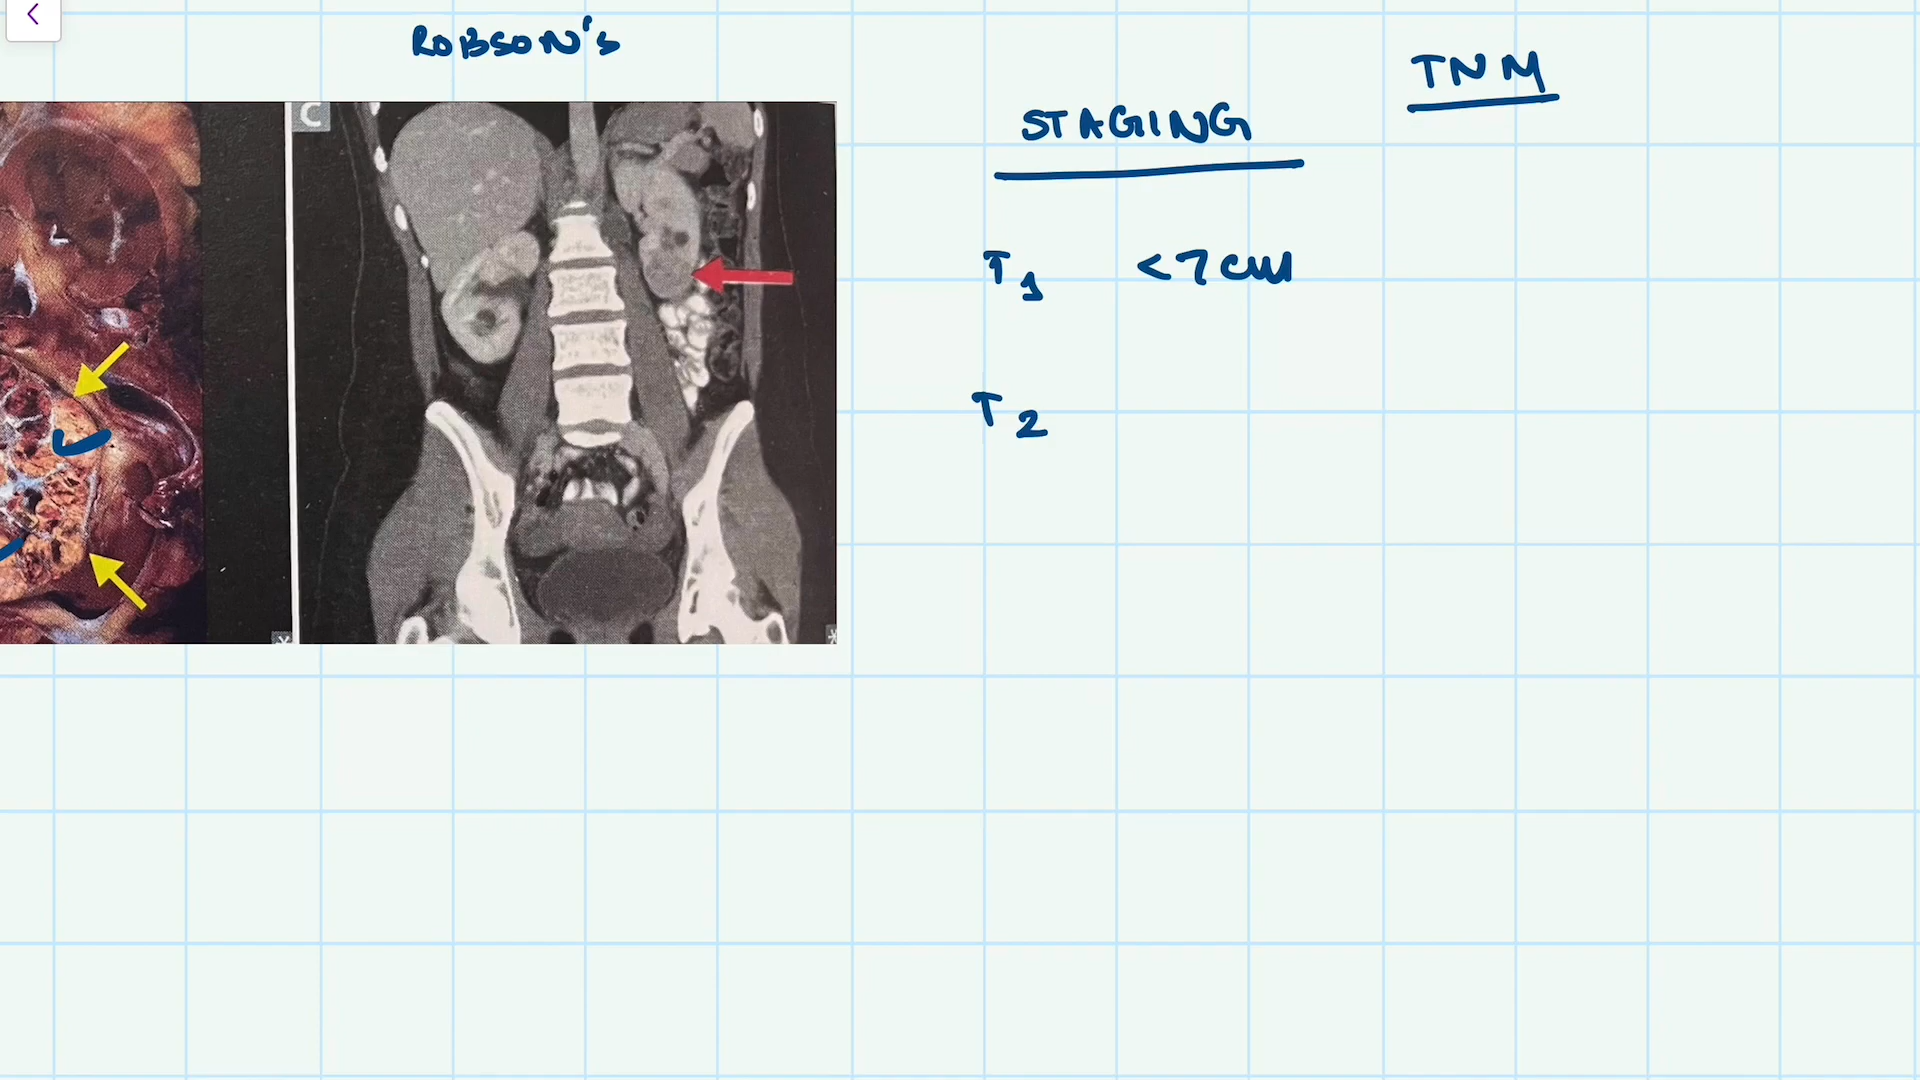 ROBSON'S
TNM
STAGING
C
T1 <7cm
T2